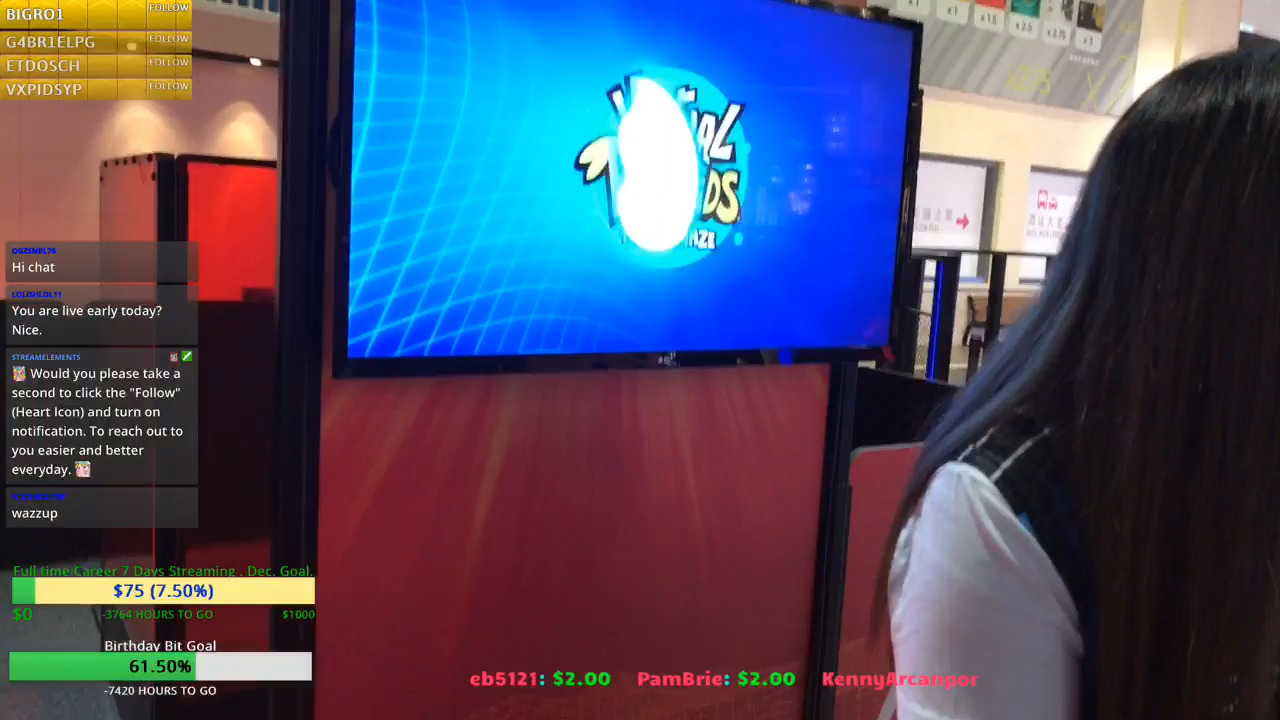 BIGRO1
FOLLOW
G4BR1ELPG
FOLLOW
ETDOSCH
FOLLOW
VXPIDSYP
FOLLOW
Hi chat
You are live early today?
Nice.
STREAMELEMENTS
Would you please take a
second to click the "Follow"
(Heart Icon) and turn on
notification. To reach out to
you easier and better
everyday.
wazzup
Full time Career 7 Days Streaming . Dec. Goal.
$75 (7.50%)
$0
-3764 HOURS TO GO
$1000
Birthday Bit Goal
61.50%
-7420 HOURS TO GO
eb5121: $2.00 PamBrie: $2.00 KennyArcanpor